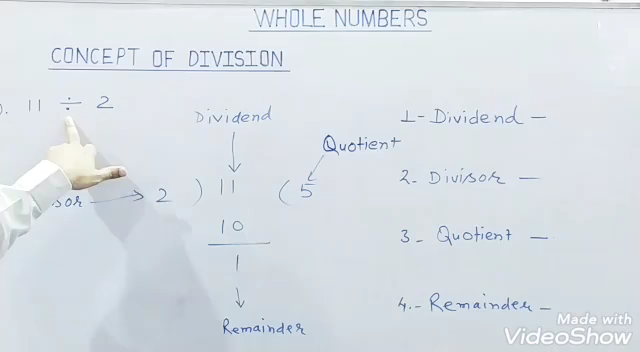 WHOLE NUMBERS
CONCEPT OF DIVISION
). 11 ÷ 2
Dividend
Quotient
2 ) 11 ( 5
10
1
Remainder
1- Dividend -
2. Divisor -
3- Quotient -
4.- Remainder -
Made with
VideoShow